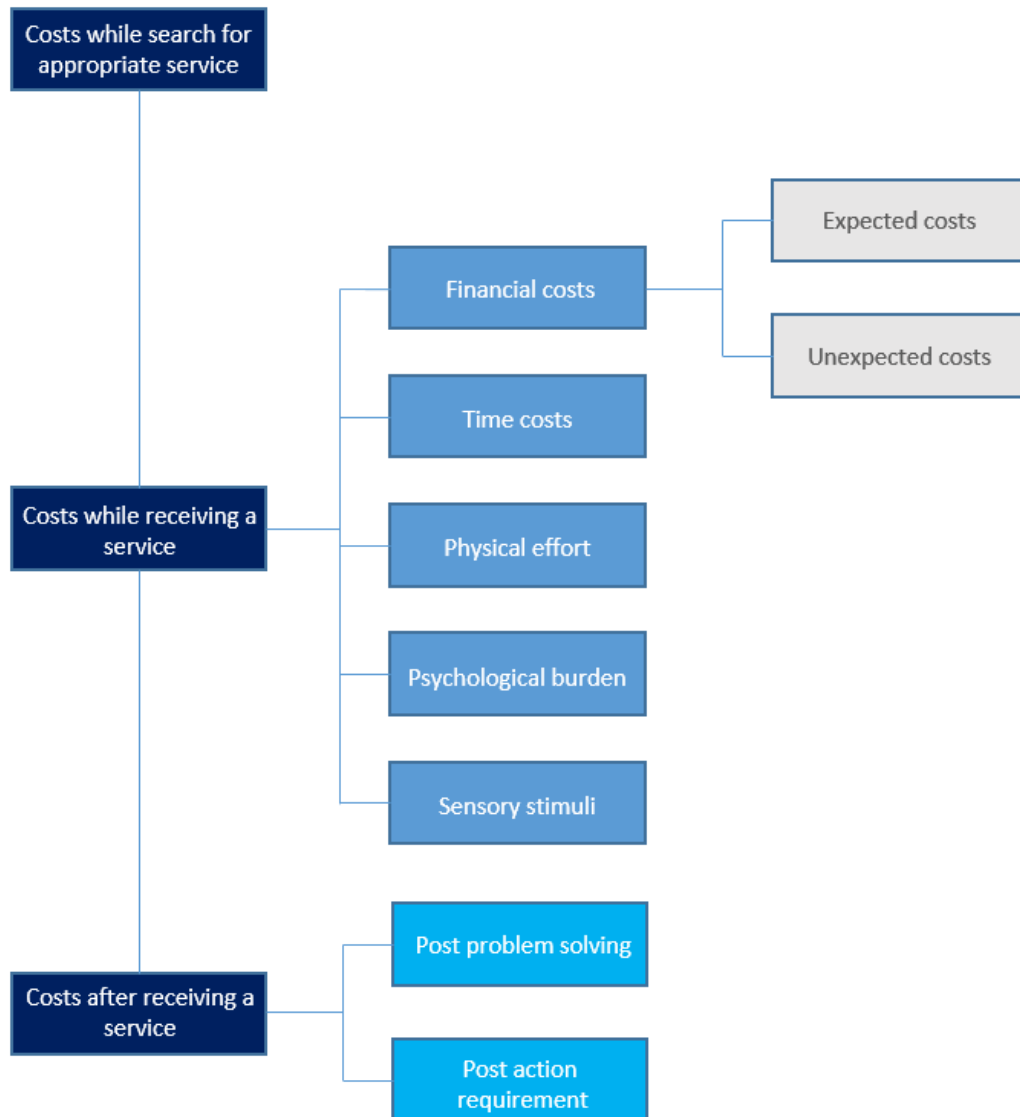 Costs while search for
appropriate service
Expected costs
Financial costs
Unexpected costs
Time costs
Costs while receiving a
service
Physical effort
Psychological burden
Sensory stimuli
Post problem solving
Costs after receiving a
service
Post action
requirement